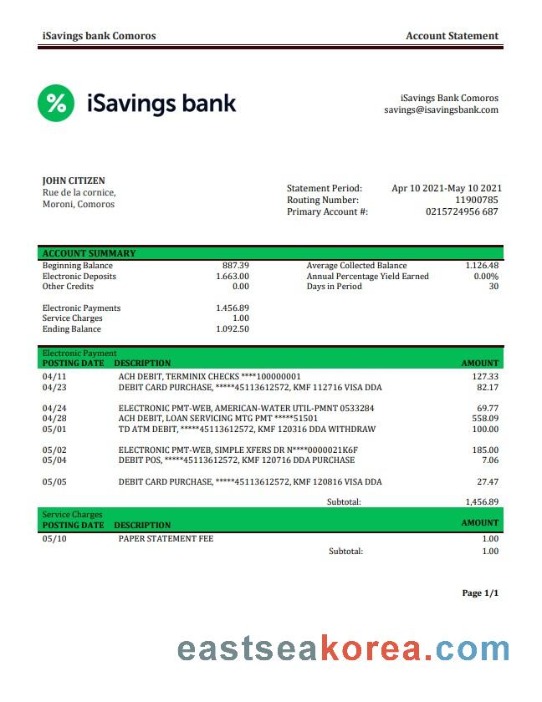 iSavings bank Comoros Account Statement
% iSavings bank
iSavings Bank Comoros
savings@isavingsbank.com
JOHN CITIZEN
Rue de la cornice,
Moroni, Comoros
Statement Period: Apr 10 2021-May 10 2021
Routing Number: 11900785
Primary Account #: 0215724956 687
ACCOUNT SUMMARY
Beginning Balance 887.39 Average Collected Balance 1.126.48
Electronic Deposits 1.663.00 Annual Percentage Yield Earned 0.00%
Other Credits 0.00 Days in Period 30
Electronic Payments 1.456.89
Service Charges 1.00
Ending Balance 1.092.50
Electronic Payment
POSTING DATE DESCRIPTION AMOUNT
04/11 ACH DEBIT, TERMINIX CHECKS ****100000001 127.33
04/23 DEBIT CARD PURCHASE, *****45113612572, KMF 112716 VISA DDA 82.17
04/24 ELECTRONIC PMT-WEB, AMERICAN-WATER UTIL-PMNT 0533284 69.77
04/28 ACH DEBIT, LOAN SERVICING MTG PMT *****51501 558.09
05/01 TD ATM DEBIT, *****45113612572, KMF 120316 DDA WITHDRAW 100.00
05/02 ELECTRONIC PMT-WEB, SIMPLE XFERS DR N****0000021K6F 185.00
05/04 DEBIT POS, *****45113612572, KMF 120716 DDA PURCHASE 7.06
05/05 DEBIT CARD PURCHASE, *****45113612572, KMF 120816 VISA DDA 27.47
Subtotal: 1,456.89
Service Charges
POSTING DATE DESCRIPTION AMOUNT
05/10 PAPER STATEMENT FEE 1.00
Subtotal: 1.00
Page 1/1
eastseakorea.com